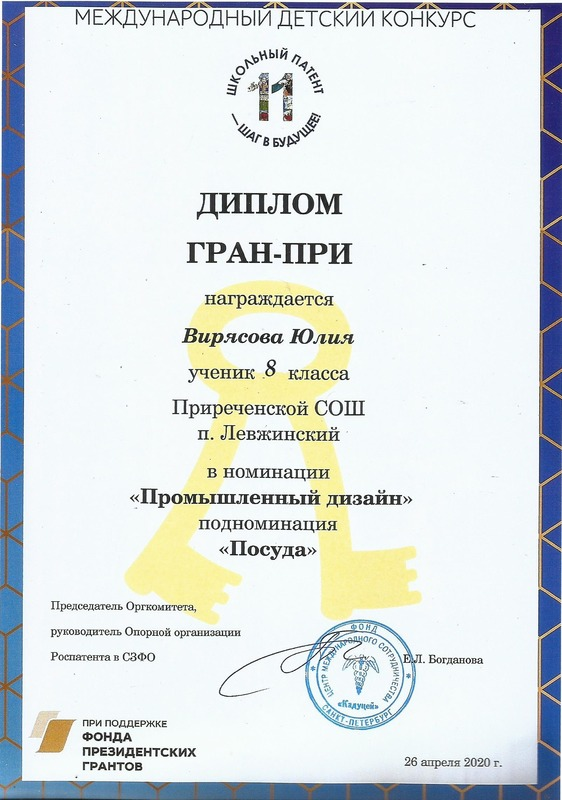 МЕЖДУНАРОДНЫЙ ДЕТСКИЙ КОНКУРС
ШКОЛЬНЫЙ ПАТЕНТ
11
— ШАГ В БУДУЩЕЕ!
ДИПЛОМ
ГРАН-ПРИ
награждается
Вирясова Юлия
ученик 8 класса
Приреченской СОШ
п. Левжинский
в номинации
«Промышленный дизайн»
подноминация
«Посуда»
Председатель Оргкомитета,
руководитель Опорной организации
Роспатента в СЗФО
Е.Л. Богданова
ФОНД
ЦЕНТР МЕЖДУНАРОДНОГО СОТРУДНИЧЕСТВА
«Кадуцей»
САНКТ-ПЕТЕРБУРГ
ПРИ ПОДДЕРЖКЕ
ФОНДА
ПРЕЗИДЕНТСКИХ
ГРАНТОВ
26 апреля 2020 г.